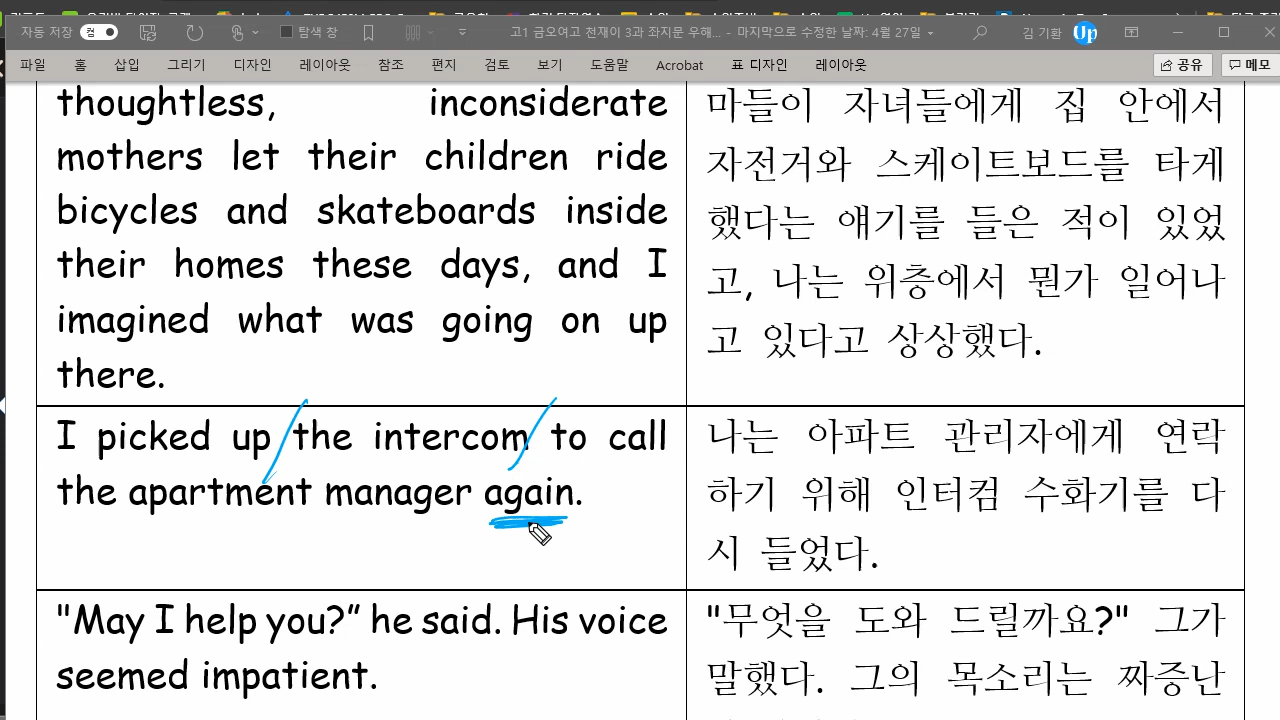 자동 저장
탐색 창
고1 금오여고 천재이 3과 좌지문 우해... - 마지막으로 수정한 날짜: 4월 27일
김 기환
Up
파일 홈 삽입 그리기 디자인 레이아웃 참조 편지 검토 보기 도움말 Acrobat 표 디자인 레이아웃
공유 메모
thoughtless, inconsiderate
mothers let their children ride
bicycles and skateboards inside
their homes these days, and I
imagined what was going on up
there.
마들이 자녀들에게 집 안에서
자전거와 스케이트보드를 타게
했다는 얘기를 들은 적이 있었
고, 나는 위층에서 뭔가 일어나
고 있다고 상상했다.
I picked up the intercom to call
the apartment manager again.
나는 아파트 관리자에게 연락
하기 위해 인터컴 수화기를 다
시 들었다.
"May I help you?” he said. His voice
seemed impatient.
"무엇을 도와 드릴까요?" 그가
말했다. 그의 목소리는 짜증난